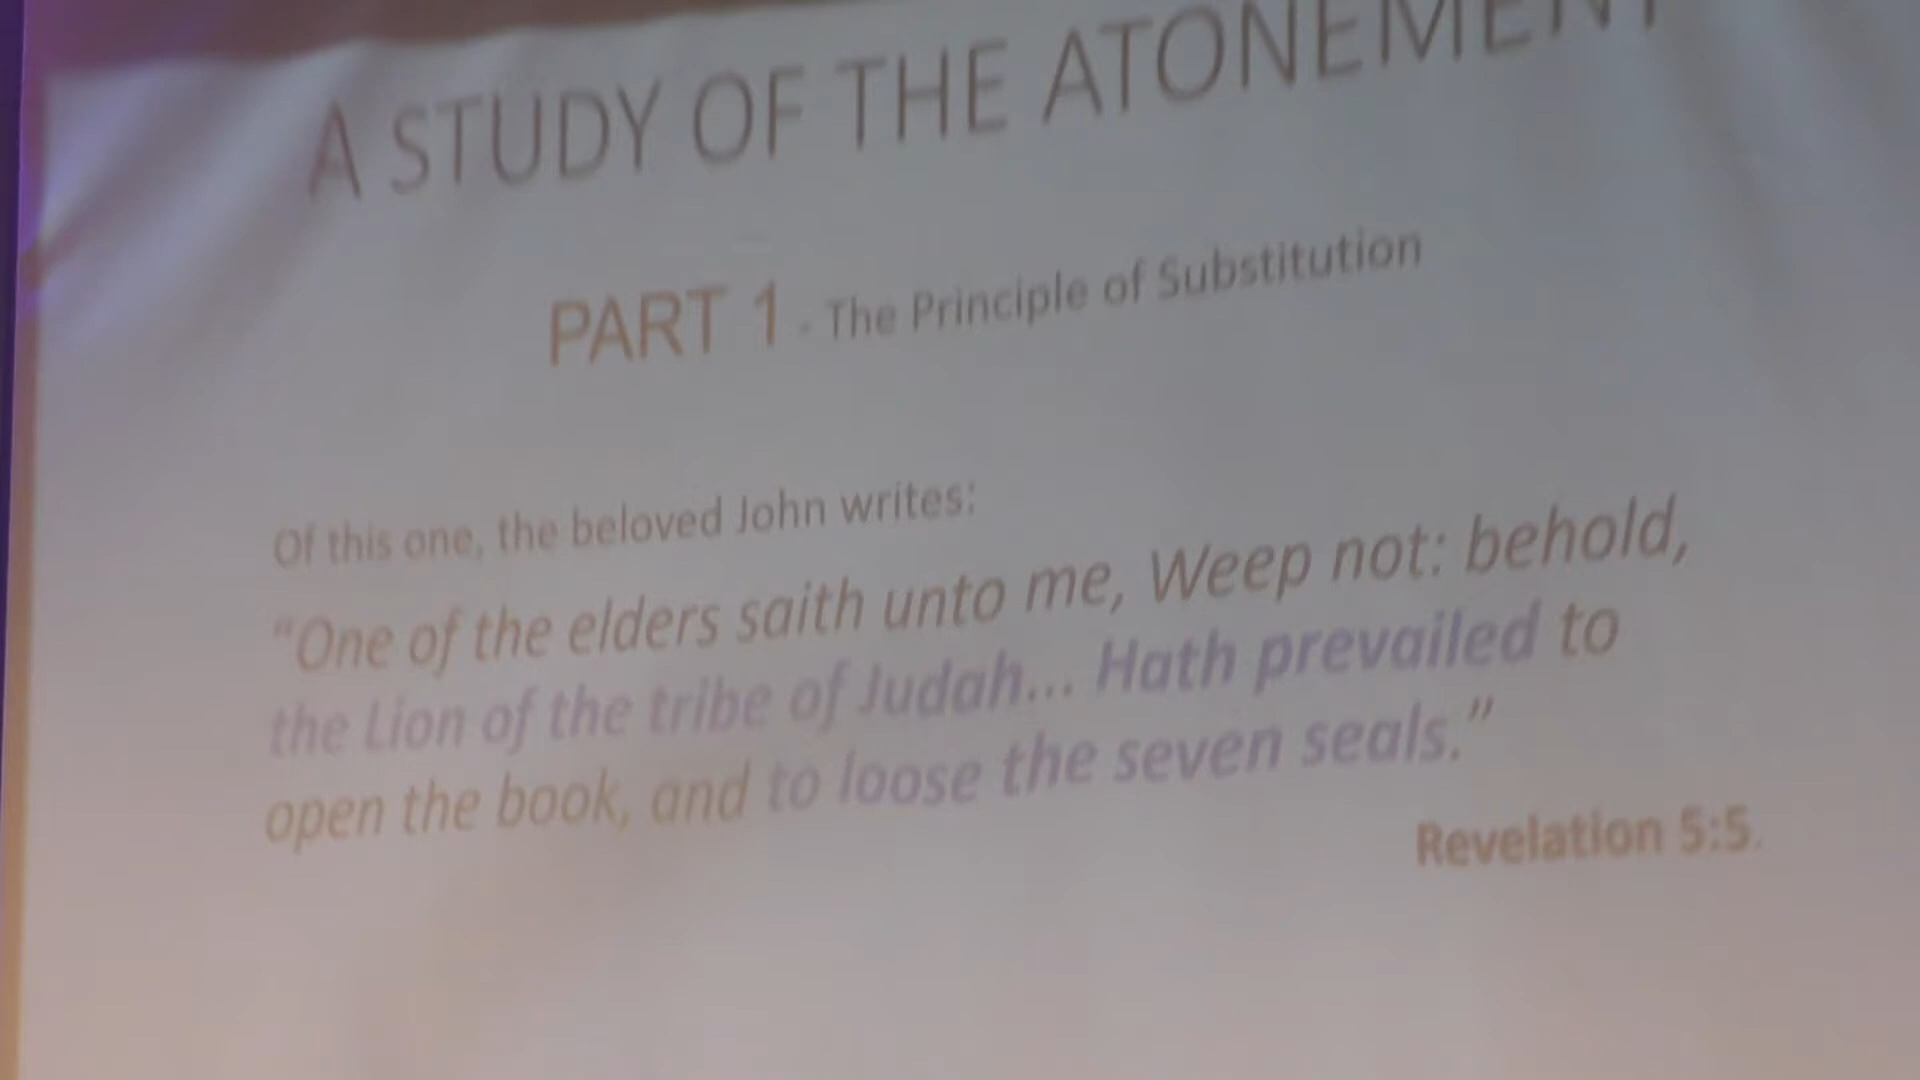 A STUDY OF THE ATONEMENT
PART 1 - The Principle of Substitution
Of this one, the beloved John writes:
“One of the elders saith unto me, Weep not: behold,
the Lion of the tribe of Judah... Hath prevailed to
open the book, and to loose the seven seals.”
Revelation 5:5.